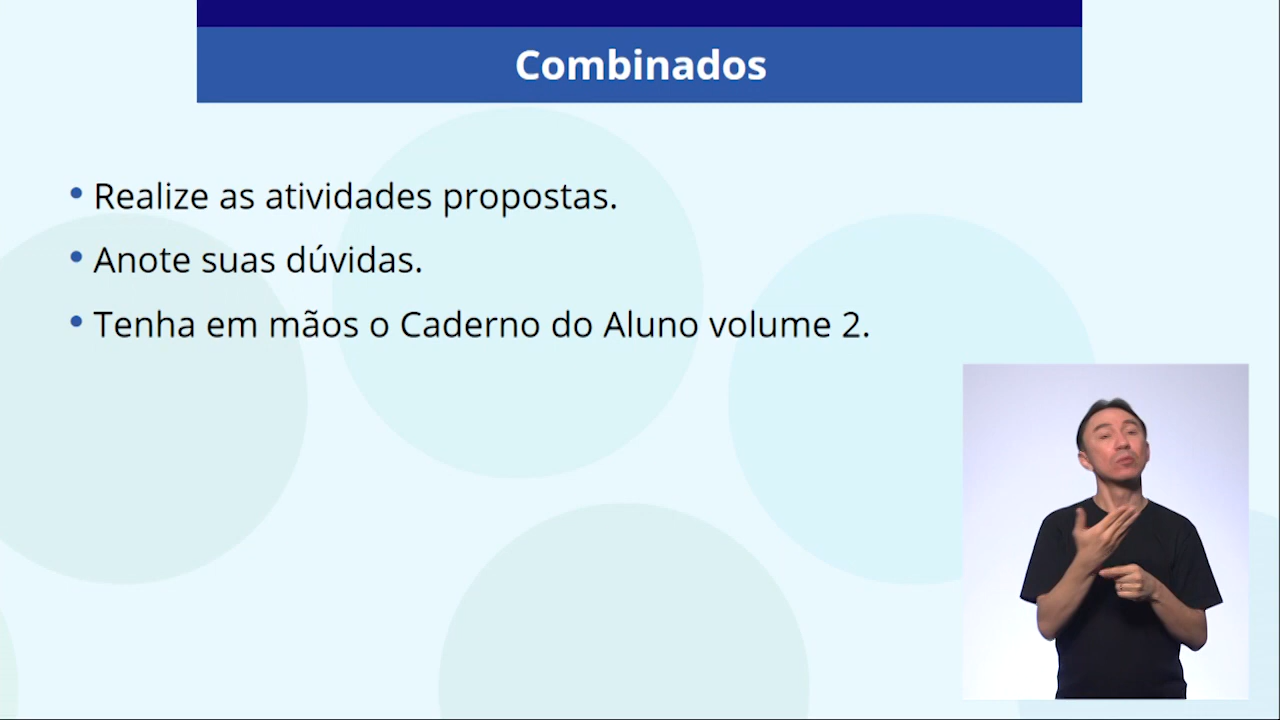 Combinados
• Realize as atividades propostas.
• Anote suas dúvidas.
• Tenha em mãos o Caderno do Aluno volume 2.